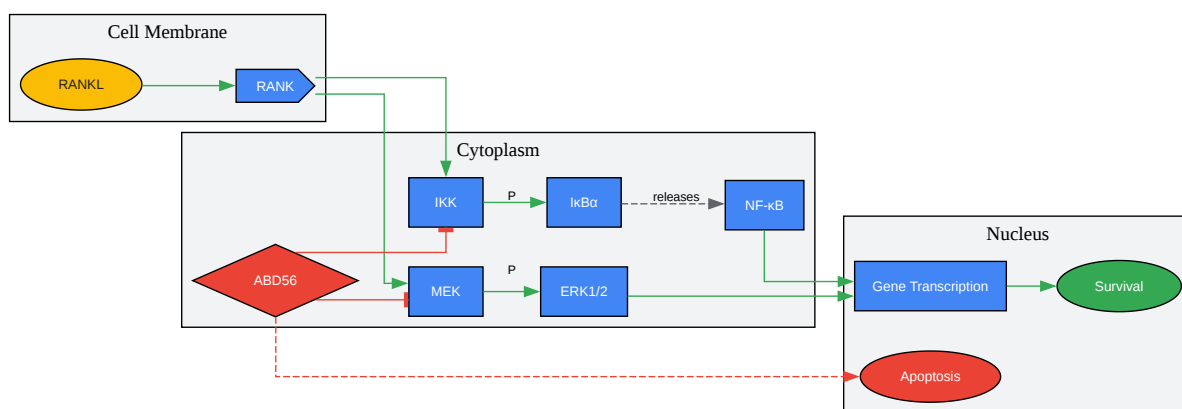 Cell Membrane
RANKL
RANK
Cytoplasm
IKK
P
IκBα
releases
NF-κB
ABD56
MEK
P
ERK1/2
Nucleus
Gene Transcription
Survival
Apoptosis